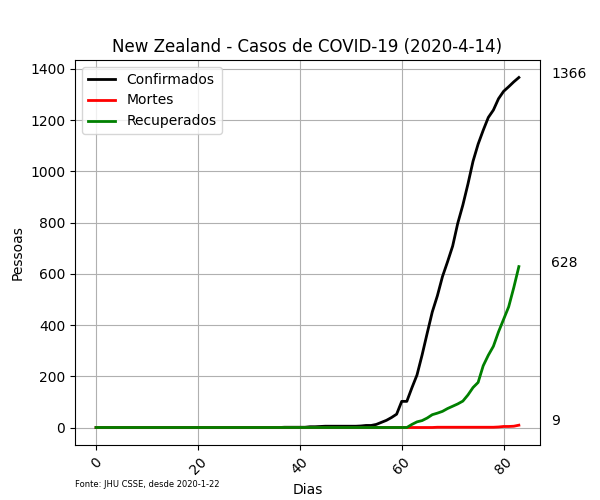 New Zealand - Casos de COVID-19 (2020-4-14)
Confirmados
Mortes
Recuperados
1400
1200
1000
800
600
400
200
0
Pessoas
1366
628
9
0
20
40
60
80
Dias
Fonte: JHU CSSE, desde 2020-1-22